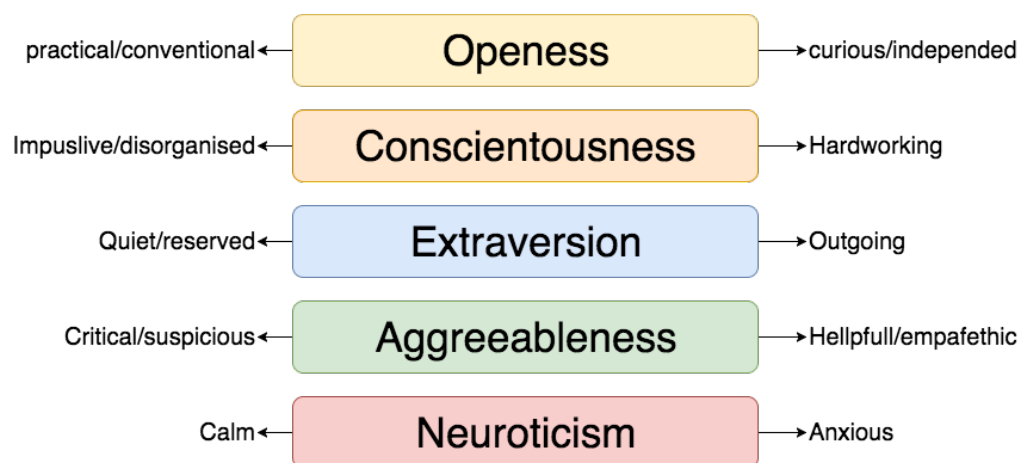 practical/conventional Openess curious/independed
Impuslive/disorganised Conscientousness Hardworking
Quiet/reserved Extraversion Outgoing
Critical/suspicious Aggreeableness Hellpfull/empafethic
Calm Neuroticism Anxious